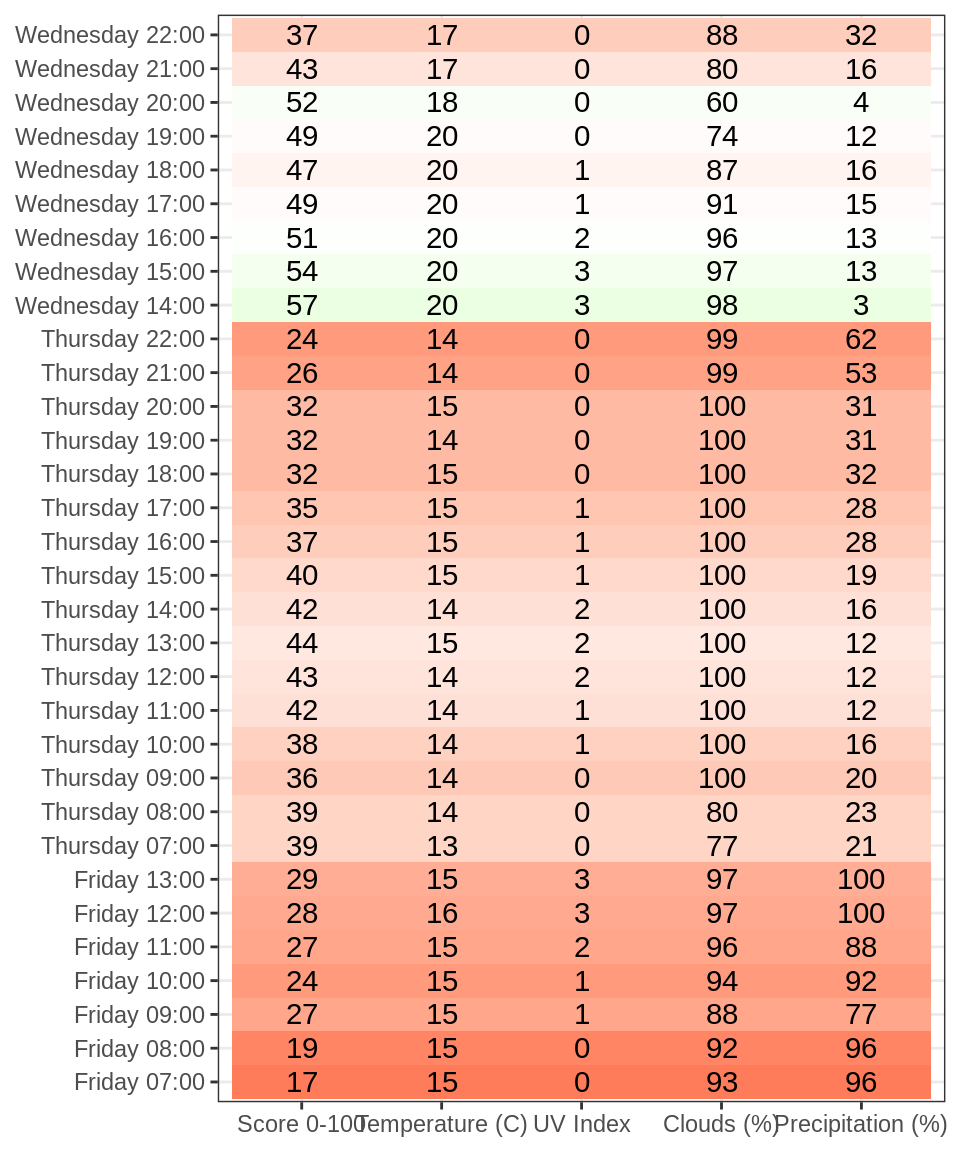 Wednesday 22:00 37 17 0 88 32
Wednesday 21:00 43 17 0 80 16
Wednesday 20:00 52 18 0 60 4
Wednesday 19:00 49 20 0 74 12
Wednesday 18:00 47 20 1 87 16
Wednesday 17:00 49 20 1 91 15
Wednesday 16:00 51 20 2 96 13
Wednesday 15:00 54 20 3 97 13
Wednesday 14:00 57 20 3 98 3
Thursday 22:00 24 14 0 99 62
Thursday 21:00 26 14 0 99 53
Thursday 20:00 32 15 0 100 31
Thursday 19:00 32 14 0 100 31
Thursday 18:00 32 15 0 100 32
Thursday 17:00 35 15 1 100 28
Thursday 16:00 37 15 1 100 28
Thursday 15:00 40 15 1 100 19
Thursday 14:00 42 14 2 100 16
Thursday 13:00 44 15 2 100 12
Thursday 12:00 43 14 2 100 12
Thursday 11:00 42 14 1 100 12
Thursday 10:00 38 14 1 100 16
Thursday 09:00 36 14 0 100 20
Thursday 08:00 39 14 0 80 23
Thursday 07:00 39 13 0 77 21
Friday 13:00 29 15 3 97 100
Friday 12:00 28 16 3 97 100
Friday 11:00 27 15 2 96 88
Friday 10:00 24 15 1 94 92
Friday 09:00 27 15 1 88 77
Friday 08:00 19 15 0 92 96
Friday 07:00 17 15 0 93 96
Score 0-100 Temperature (C) UV Index Clouds (%) Precipitation (%)